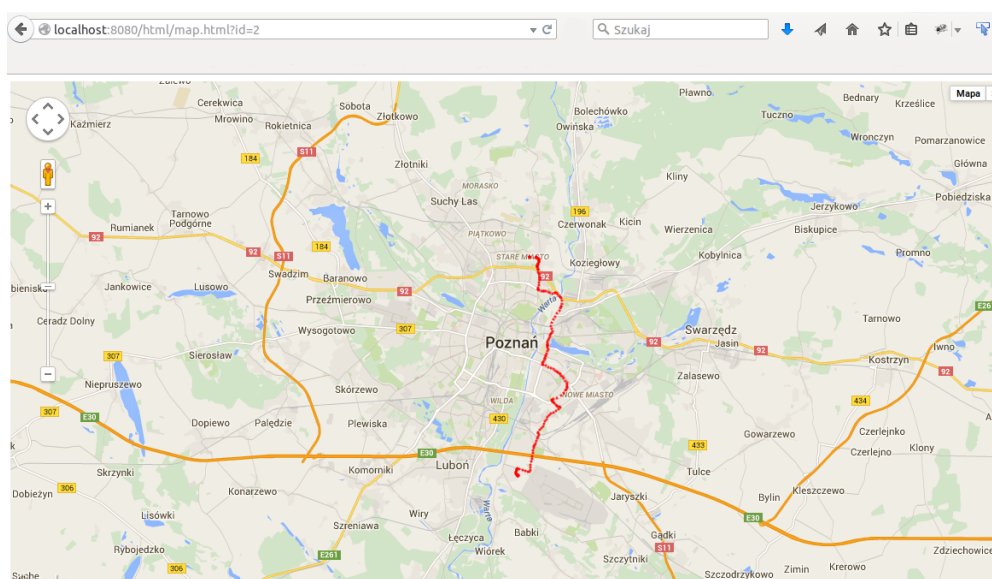 localhost:8080/html/map.html?id=2
Szukaj
Mapa
Kaźmierz
Cerekwica
Mrowino
Rokietnica
Sobota
Złotkowo
Bolechówko
Owińska
Pławno
Tuczno
Bednary
Krześlice
Wronczyn
Pomarzanowice
Główna
S11
184
Złotniki
MORASKO
Suchy Las
Kliny
Pobiedziska
Jerzykowo
Tarnowo
Podgórne
Rumianek
92
PIĄTKOWO
196
Czerwonak
Kicin
Wierzenica
Biskupice
92
S11
184
STARE MIASTO
Koziegłowy
Kobylnica
Promno
Swadzim
Baranowo
92
Jankowice
Lusowo
Przeźmierowo
92
Warta
E26
Ceradz Dolny
Wysogotowo
307
Poznań
Swarzędz
Jasin
Tarnowo
92
92
Iwno
307
Sierosław
Kostrzyn
92
Niepruszewo
Skórzewo
Zalasewo
NOWE MIASTO
WILDA
434
307
E30
Dopiewo
Palędzie
Plewiska
430
Gowarzewo
Czerlejnko
433
Klony
Czerlejno
E30
Luboń
Komorniki
Tulce
Skrzynki
Dobieżyn
306
Konarzewo
Jaryszki
Bylin
Kleszczewo
Lisówki
Wiry
Warta
E30
Szreniawa
Babki
Gądki
Łęczyca
Rybojedzko
E261
Wiórek
S11
Zdziechowice
306
Szczytniki
Szczodrzykowo
Zimin
Krerowo